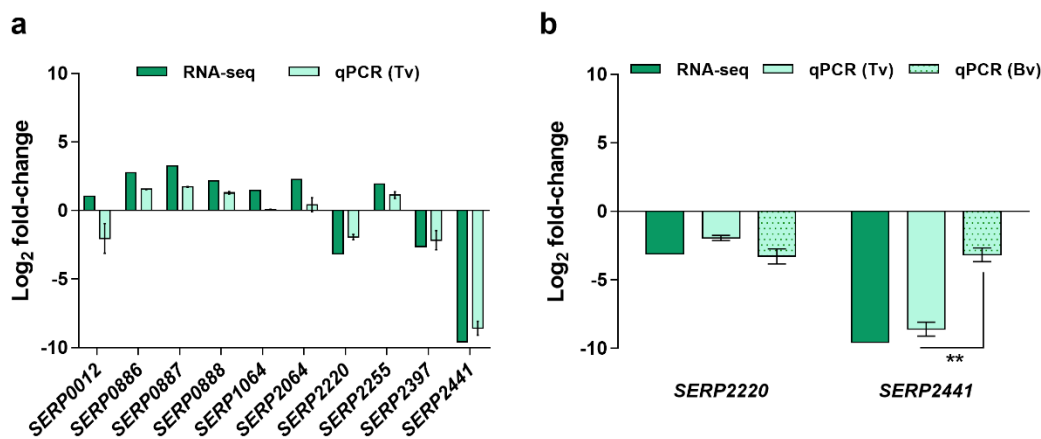 a
RNA-seq qPCR (Tv)
Log2 fold-change
10
5
0
-5
-10
SERP0012
SERP0886
SERP0887
SERP0888
SERP1064
SERP2064
SERP2220
SERP2255
SERP2397
SERP2441
b
RNA-seq qPCR (Tv) qPCR (Bv)
Log2 fold-change
10
5
0
-5
-10
**
SERP2220 SERP2441